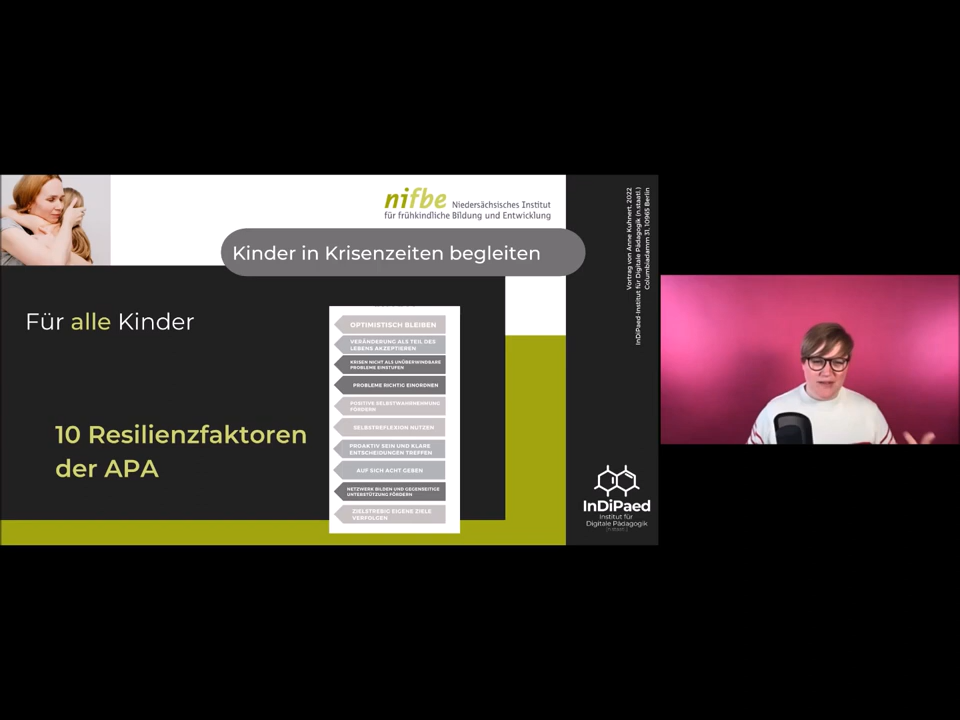 nifbe Niedersächsisches Institut
für frühkindliche Bildung und Entwicklung
Kinder in Krisenzeiten begleiten
Für alle Kinder
10 Resilienzfaktoren
der APA
OPTIMISTISCH BLEIBEN
VERÄNDERUNG ALS TEIL DES
LEBENS AKZEPTIEREN
KRISEN NICHT ALS UNÜBERWINDBARE
PROBLEME EINSTUFEN
PROBLEME RICHTIG EINORDNEN
POSITIVE SELBSTWAHRNEHMUNG
FÖRDERN
SELBSTREFLEXION NUTZEN
PROAKTIV SEIN UND KLARE
ENTSCHEIDUNGEN TREFFEN
AUF SICH ACHT GEBEN
NETZWERK BILDEN UND GEGENSEITIGE
UNTERSTÜTZUNG FÖRDERN
ZIELSTREBIG EIGENE ZIELE
VERFOLGEN
Vortrag von Anne Kuhnert, 2022
InDiPaed-Institut für Digitale Pädagogik (n.staatl.)
Columbiadamm 31, 10965 Berlin
InDiPaed
Institut für
Digitale Pädagogik
(n.staatl.)